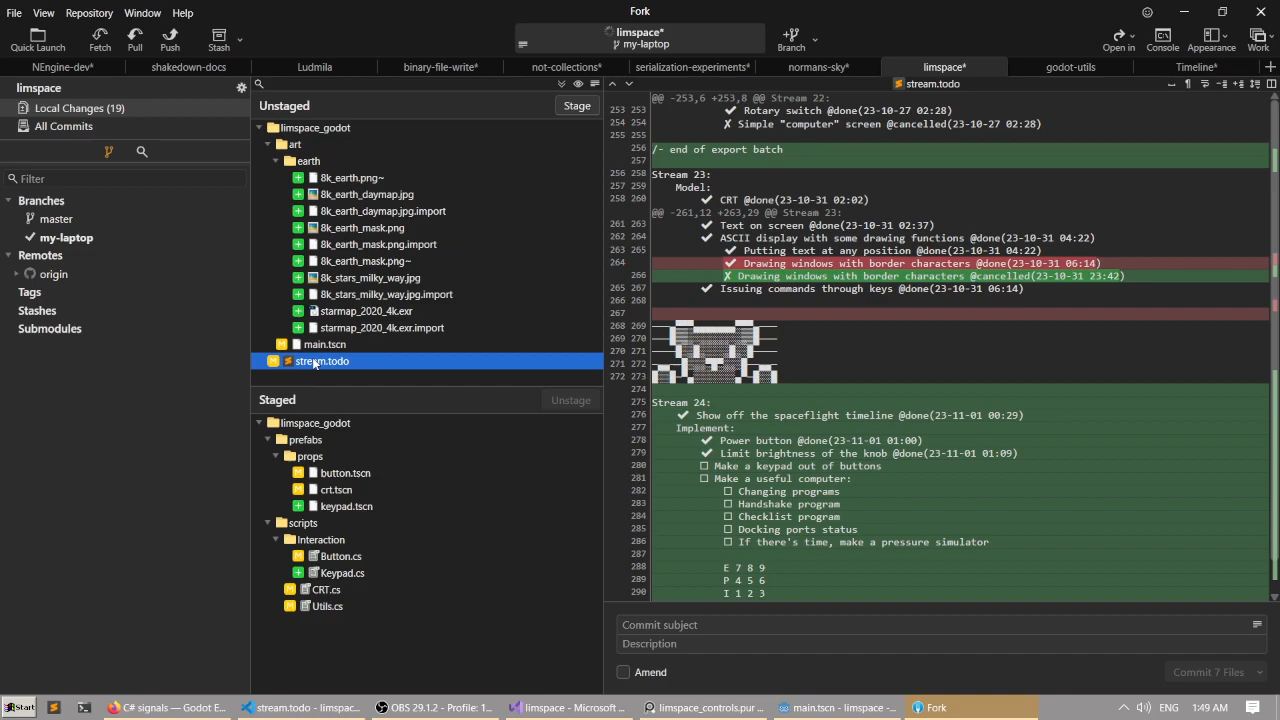 File View Repository Window Help
Fork
Quick Launch Fetch Pull Push Stash
limspace*
my-laptop
Branch
Open in Console Appearance Work
NEngine-dev* shakedown-docs Ludmila binary-file-write* not-collections* serialization-experiments* normans-sky* limspace* godot-utils Timeline*
limspace
Local Changes (19)
All Commits
Filter
Branches
master
my-laptop
Remotes
origin
Tags
Stashes
Submodules
Unstaged
Stage
limspace_godot
art
earth
8k_earth.png~
8k_earth_daymap.jpg
8k_earth_daymap.jpg.import
8k_earth_mask.png
8k_earth_mask.png.import
8k_earth_mask.png~
8k_stars_milky_way.jpg
8k_stars_milky_way.jpg.import
starmap_2020_4k.exr
starmap_2020_4k.exr.import
main.tscn
M stream.todo
Staged
Unstage
limspace_godot
prefabs
props
M button.tscn
M crt.tscn
keypad.tscn
scripts
Interaction
M Button.cs
Keypad.cs
M CRT.cs
M Utils.cs
stream.todo
@@ -253,6 +253,8 @@ Stream 22:
253 253 ✓ Rotary switch @done(23-10-27 02:28)
254 254 ✗ Simple "computer" screen @cancelled(23-10-27 02:28)
255 255
256 /- end of export batch
257
256 258 Stream 23:
257 259 Model:
258 260 ✓ CRT @done(23-10-31 02:02)
@@ -261,12 +263,29 @@ Stream 23:
261 263 ✓ Text on screen @done(23-10-31 02:37)
262 264 ✓ ASCII display with some drawing functions @done(23-10-31 04:22)
263 265 ✓ Putting text at any position @done(23-10-31 04:22)
264 ✓ Drawing windows with border characters @done(23-10-31 06:14)
266 ✗ Drawing windows with border characters @cancelled(23-10-31 23:42)
265 267 ✓ Issuing commands through keys @done(23-10-31 06:14)
266 268
267
268 269
269 270
270 271
271 272
272 273
274
275 Stream 24:
276 ✓ Show off the spaceflight timeline @done(23-11-01 00:29)
277 Implement:
278 ✓ Power button @done(23-11-01 01:00)
279 ✓ Limit brightness of the knob @done(23-11-01 01:09)
280 ☐ Make a keypad out of buttons
281 ☐ Make a useful computer:
282 ☐ Changing programs
283 ☐ Handshake program
284 ☐ Checklist program
285 ☐ Docking ports status
286 ☐ If there's time, make a pressure simulator
287
288 E 7 8 9
289 P 4 5 6
290 I 1 2 3
Commit subject
Description
Amend
Commit 7 Files
Start C# signals — Godot E... stream.todo - limspac... OBS 29.1.2 - Profile: 1... limspace - Microsoft ... limspace_controls.pur ... main.tscn - limspace -... Fork ENG 1:49 AM